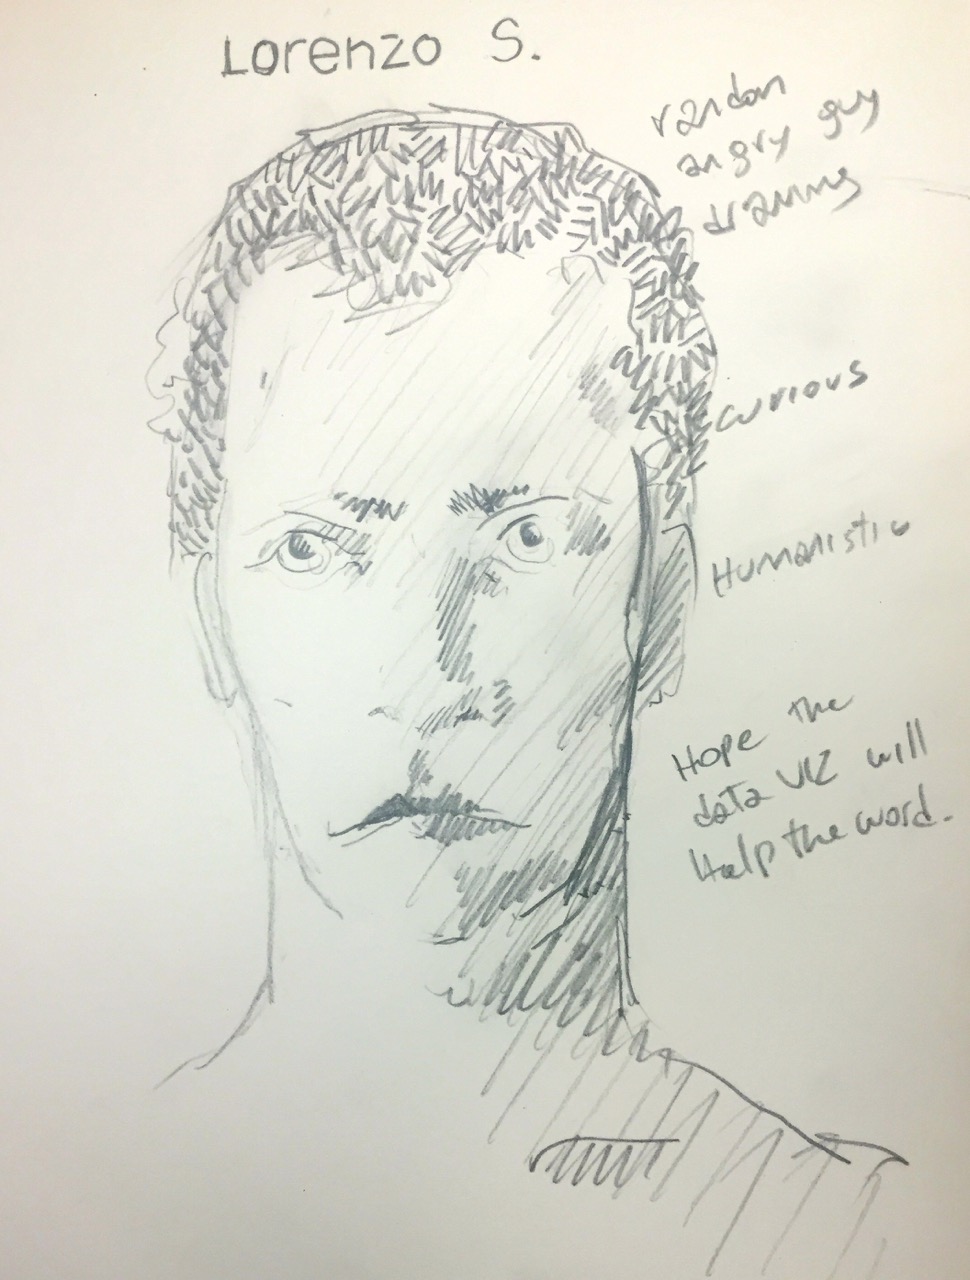 Lorenzo S.
random
angry guy
drawing
curious
Humanistic
Hope the
data viz will
Help the word.